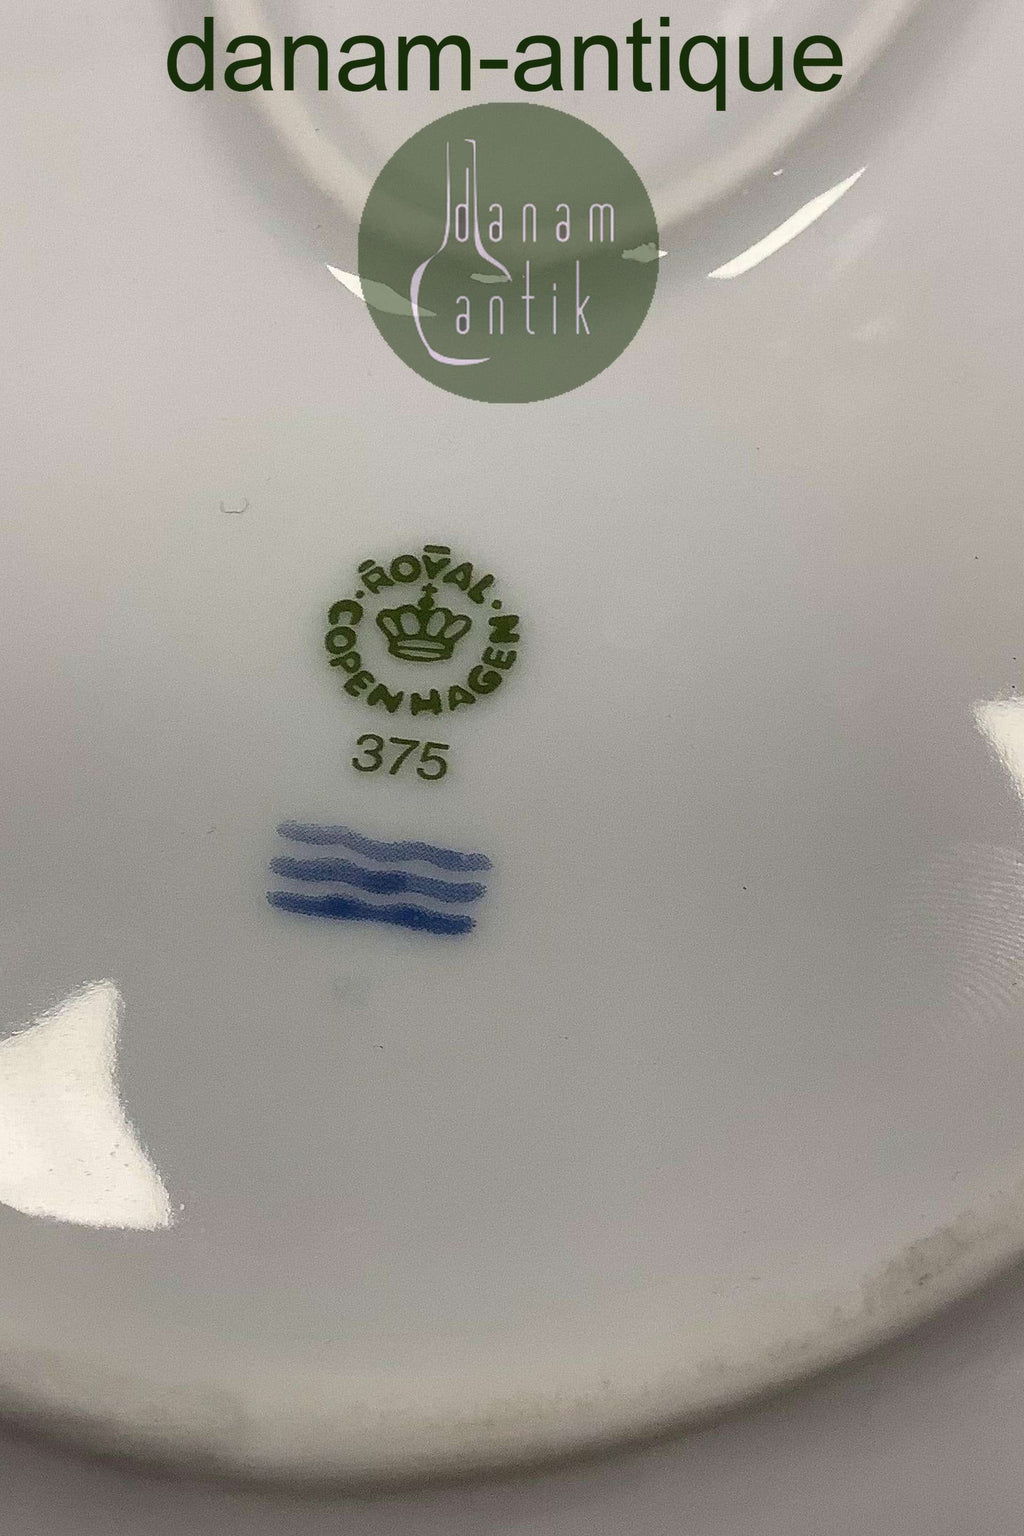 danam-antique
danam
antik
ROYAL
COPENHAGEN
375